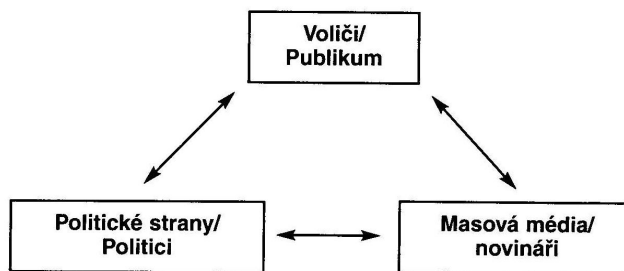 Voliči/
Publikum
Politické strany/
Politici
Masová média/
novináři